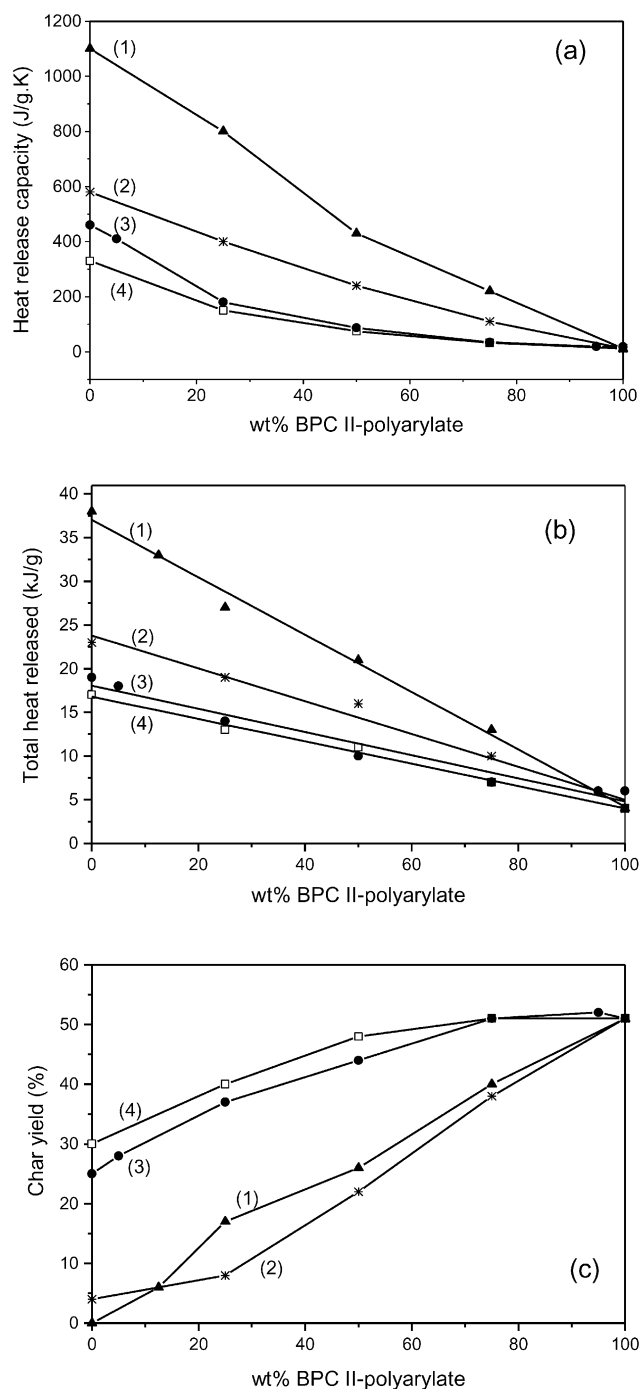 (a)
Heat release capacity (J/g.K)
1200
1000
800
600
400
200
0
(1)
(2)
(3)
(4)
0 20 40 60 80 100
wt% BPC II-polyarylate
(b)
Total heat released (kJ/g)
40
35
30
25
20
15
10
5
0
(1)
(2)
(3)
(4)
0 20 40 60 80 100
wt% BPC II-polyarylate
Char yield (%)
60
50
40
30
20
10
0
(4)
(3)
(1)
(2)
(c)
0 20 40 60 80 100
wt% BPC II-polyarylate